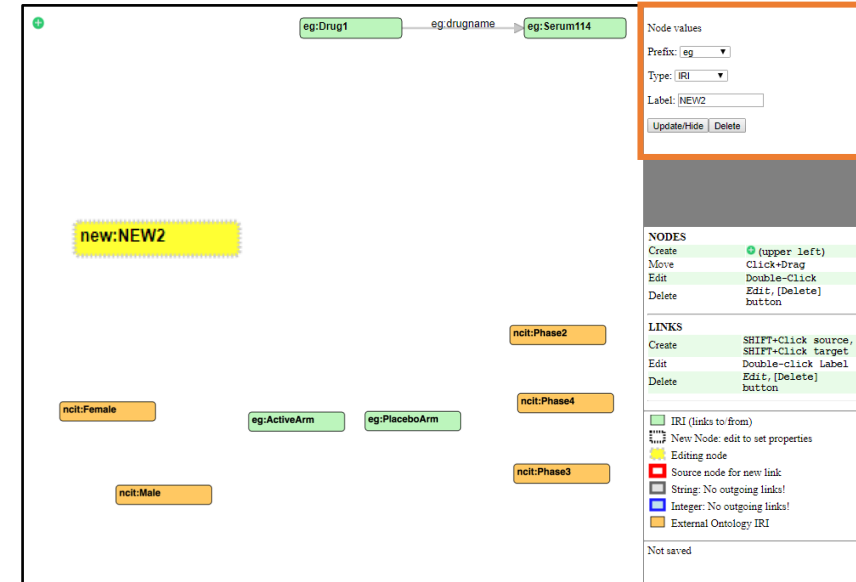 eg:Drug1
eg:drugname
eg:Serum114
new:NEW2
ncit:Phase2
ncit:Phase4
ncit:Female
eg:ActiveArm
eg:PlaceboArm
ncit:Phase3
ncit:Male
Node values
Prefix: eg
Type: IRI
Label: NEW2
Update/Hide Delete
NODES
Create (upper left)
Move Click+Drag
Edit Double-Click
Delete Edit,[Delete]
button
LINKS
Create SHIFT+Click source,
SHIFT+Click target
Edit Double-click Label
Delete Edit,[Delete]
button
IRI (links to/from)
New Node: edit to set properties
Editing node
Source node for new link
String: No outgoing links!
Integer: No outgoing links!
External Ontology IRI
Not saved